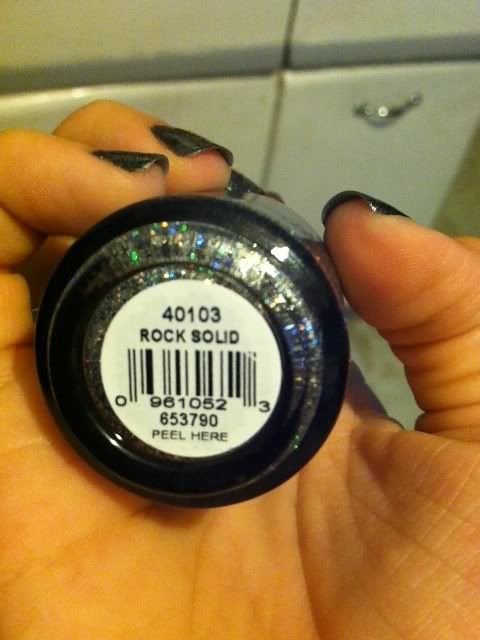 40103
ROCK SOLID
0 961052 3
653790
PEEL HERE